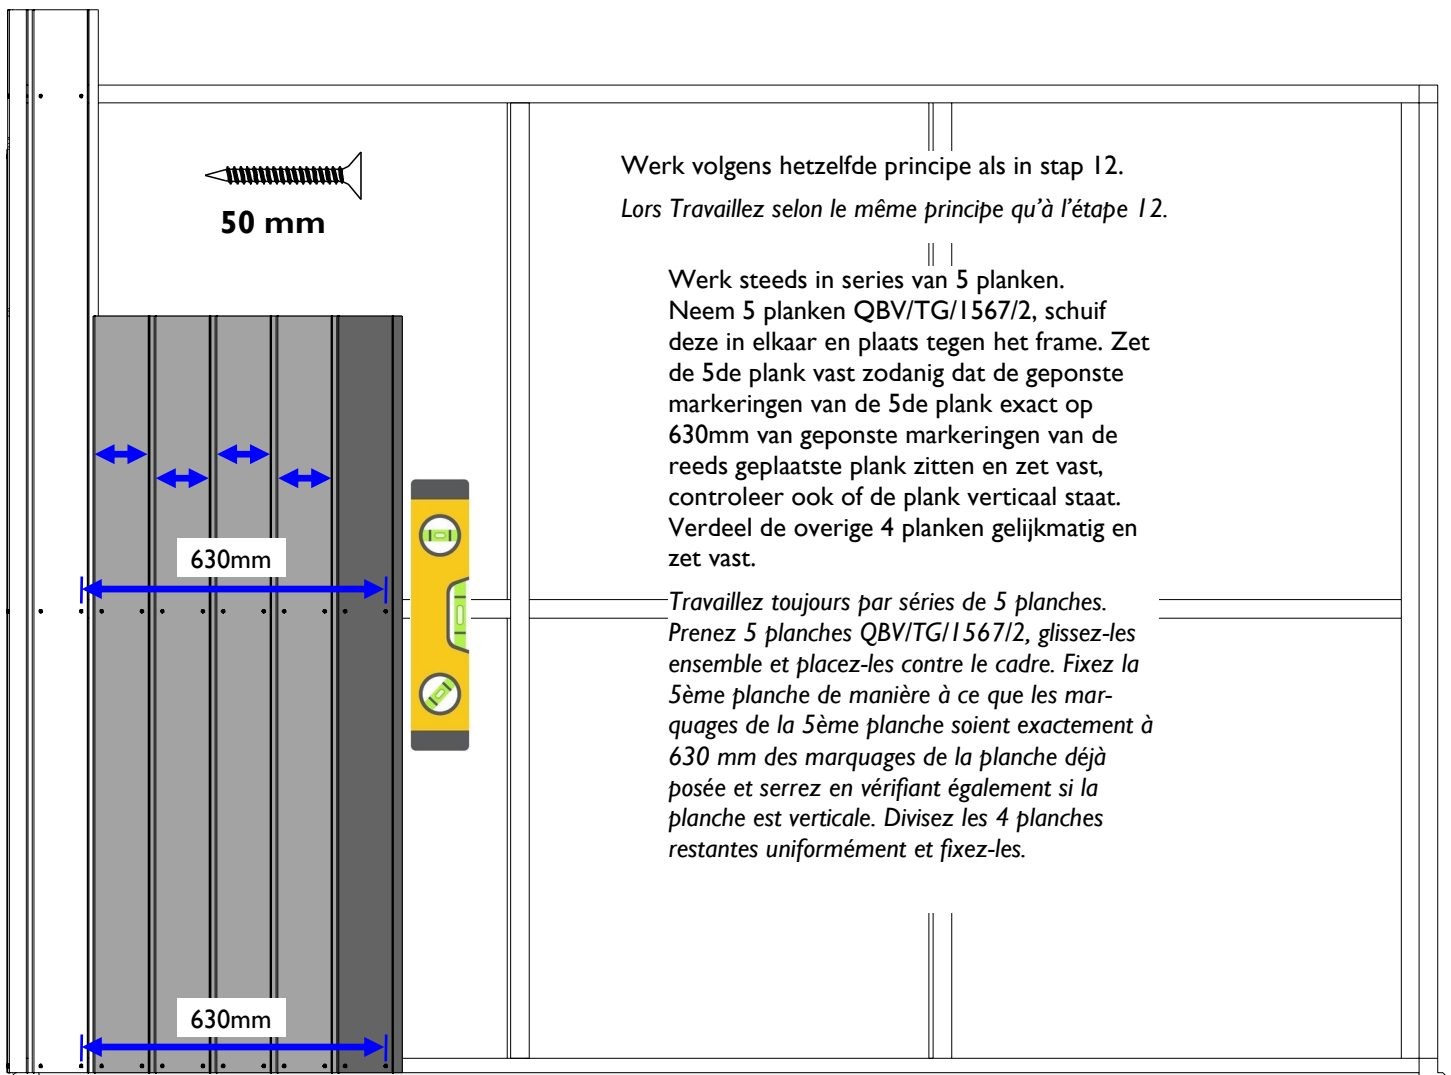 50 mm
Werk volgens hetzelfde principe als in stap 12.
Lors Travaillez selon le même principe qu’à l’étape 12.
Werk steeds in series van 5 planken.
Neem 5 planken QBV/TG/1567/2, schuif
deze in elkaar en plaats tegen het frame. Zet
de 5de plank vast zodanig dat de geponste
markeringen van de 5de plank exact op
630mm van geponste markeringen van de
reeds geplaatste plank zitten en zet vast,
controleer ook of de plank verticaal staat.
Verdeel de overige 4 planken gelijkmatig en
zet vast.
Travaillez toujours par séries de 5 planches.
Prenez 5 planches QBV/TG/1567/2, glissez-les
ensemble et placez-les contre le cadre. Fixez la
5ème planche de manière à ce que les mar-
quages de la 5ème planche soient exactement à
630 mm des marquages de la planche déjà
posée et serrez en vérifiant également si la
planche est verticale. Divisez les 4 planches
restantes uniformément et fixez-les.
630mm
630mm